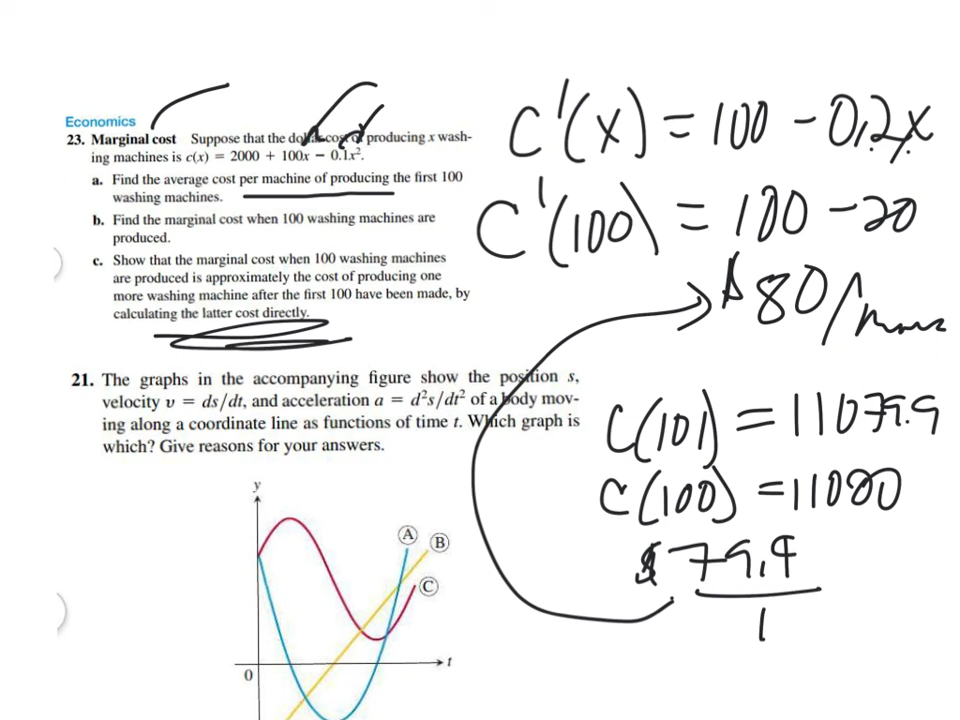 Economics
23. Marginal cost Suppose that the dollar cost of producing x wash-
ing machines is c(x) = 2000 + 100x − 0.1x².
a. Find the average cost per machine of producing the first 100
washing machines.
b. Find the marginal cost when 100 washing machines are
produced.
c. Show that the marginal cost when 100 washing machines
are produced is approximately the cost of producing one
more washing machine after the first 100 have been made, by
calculating the latter cost directly.
21. The graphs in the accompanying figure show the position s,
velocity v = ds/dt, and acceleration a = d²s/dt² of a body mov-
ing along a coordinate line as functions of time t. Which graph is
which? Give reasons for your answers.
y
A
B
C
t
0
C'(x) = 100 - 0.2x
C'(100) = 100 - 20
$80/
C(101) = 11079.9
C(100) = 11080
$ 79.9
1